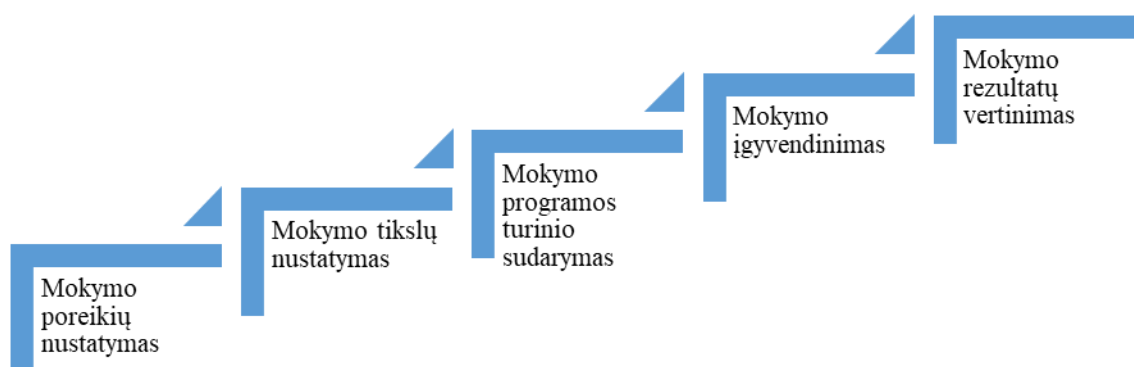 Mokymo
poreikių
nustatymas
Mokymo tikslų
nustatymas
Mokymo
programos
turinio
sudarymas
Mokymo
įgyvendinimas
Mokymo
rezultatų
vertinimas